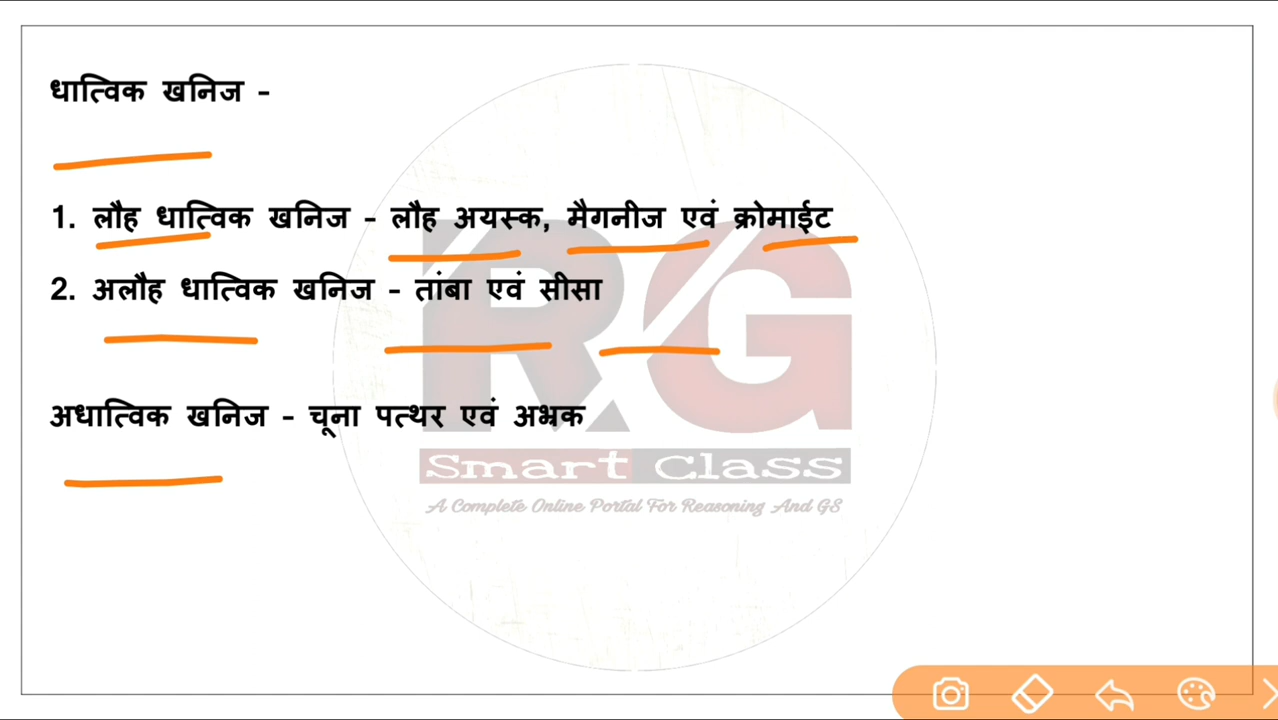 धात्विक खनिज -
1. लौह धात्विक खनिज - लौह अयस्क, मैगनीज एवं क्रोमाईट
2. अलौह धात्विक खनिज - तांबा एवं सीसा
अधात्विक खनिज - चूना पत्थर एवं अभ्रक
RG
Smart Class
A Complete Online Portal For Reasoning And GS